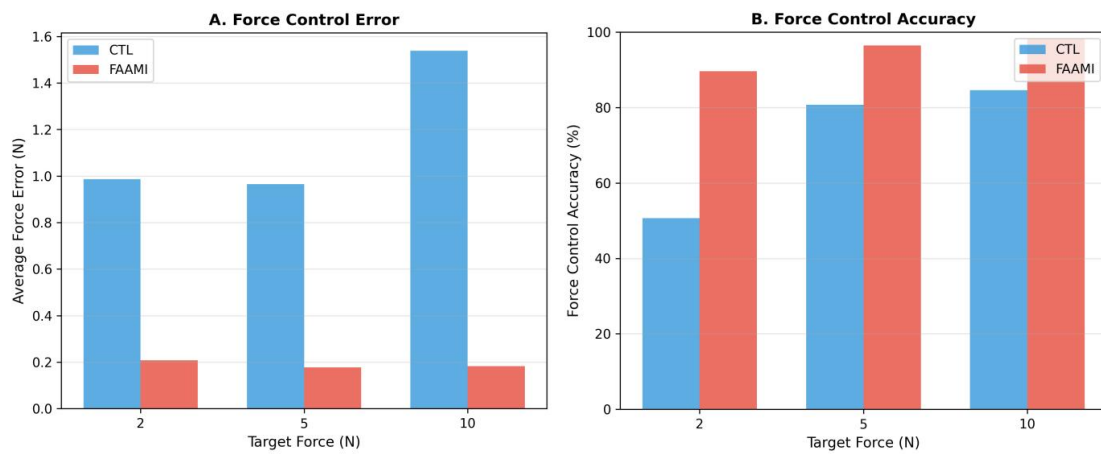 A. Force Control Error
CTL
FAAMI
Average Force Error (N)
1.6
1.4
1.2
1.0
0.8
0.6
0.4
0.2
0.0
2
5
10
Target Force (N)
B. Force Control Accuracy
CTL
FAAMI
Force Control Accuracy (%)
100
80
60
40
20
0
2
5
10
Target Force (N)